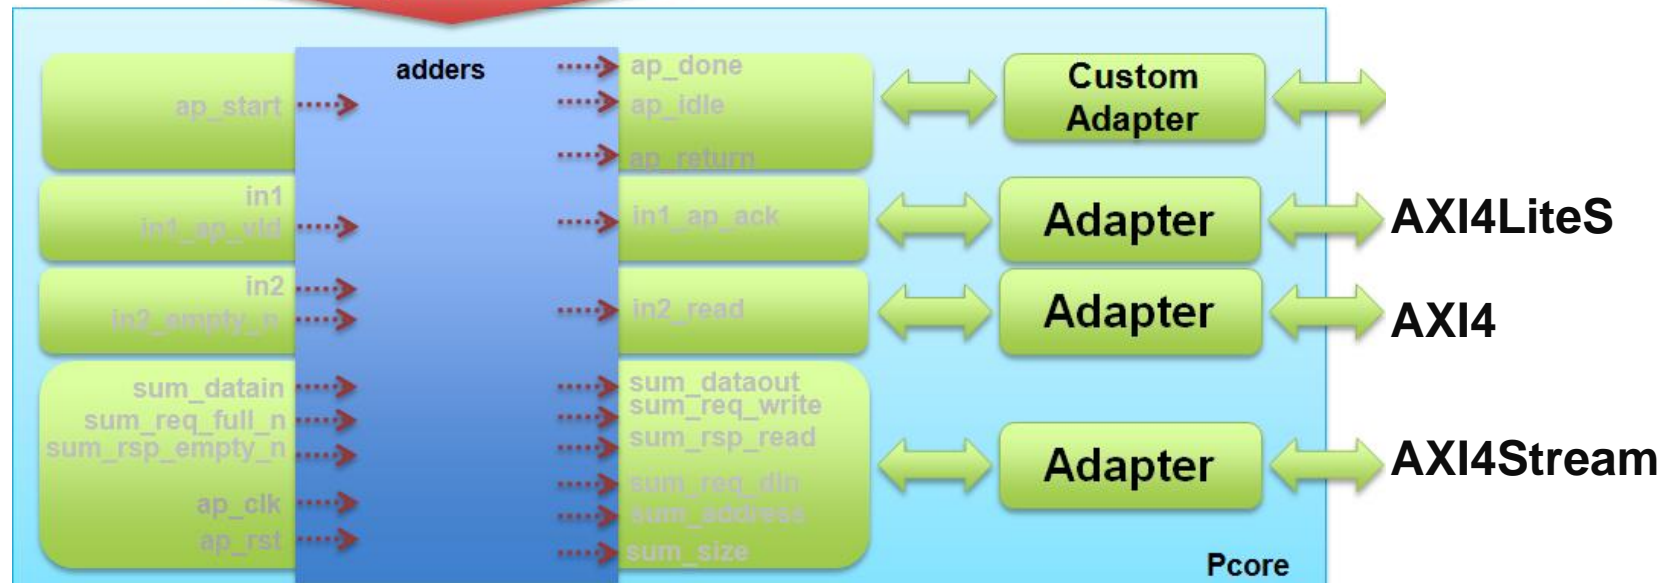 adders
ap_start
ap_done
ap_idle
ap_return
Custom
Adapter
in1
in1_ap_vld
in1_ap_ack
Adapter
AXI4LiteS
in2
in2_empty_n
in2_read
Adapter
AXI4
sum_datain
sum_req_full_n
sum_rsp_empty_n
ap_clk
ap_rst
sum_dataout
sum_req_write
sum_rsp_read
sum_req_din
sum_address
sum_size
Adapter
AXI4Stream
Pcore